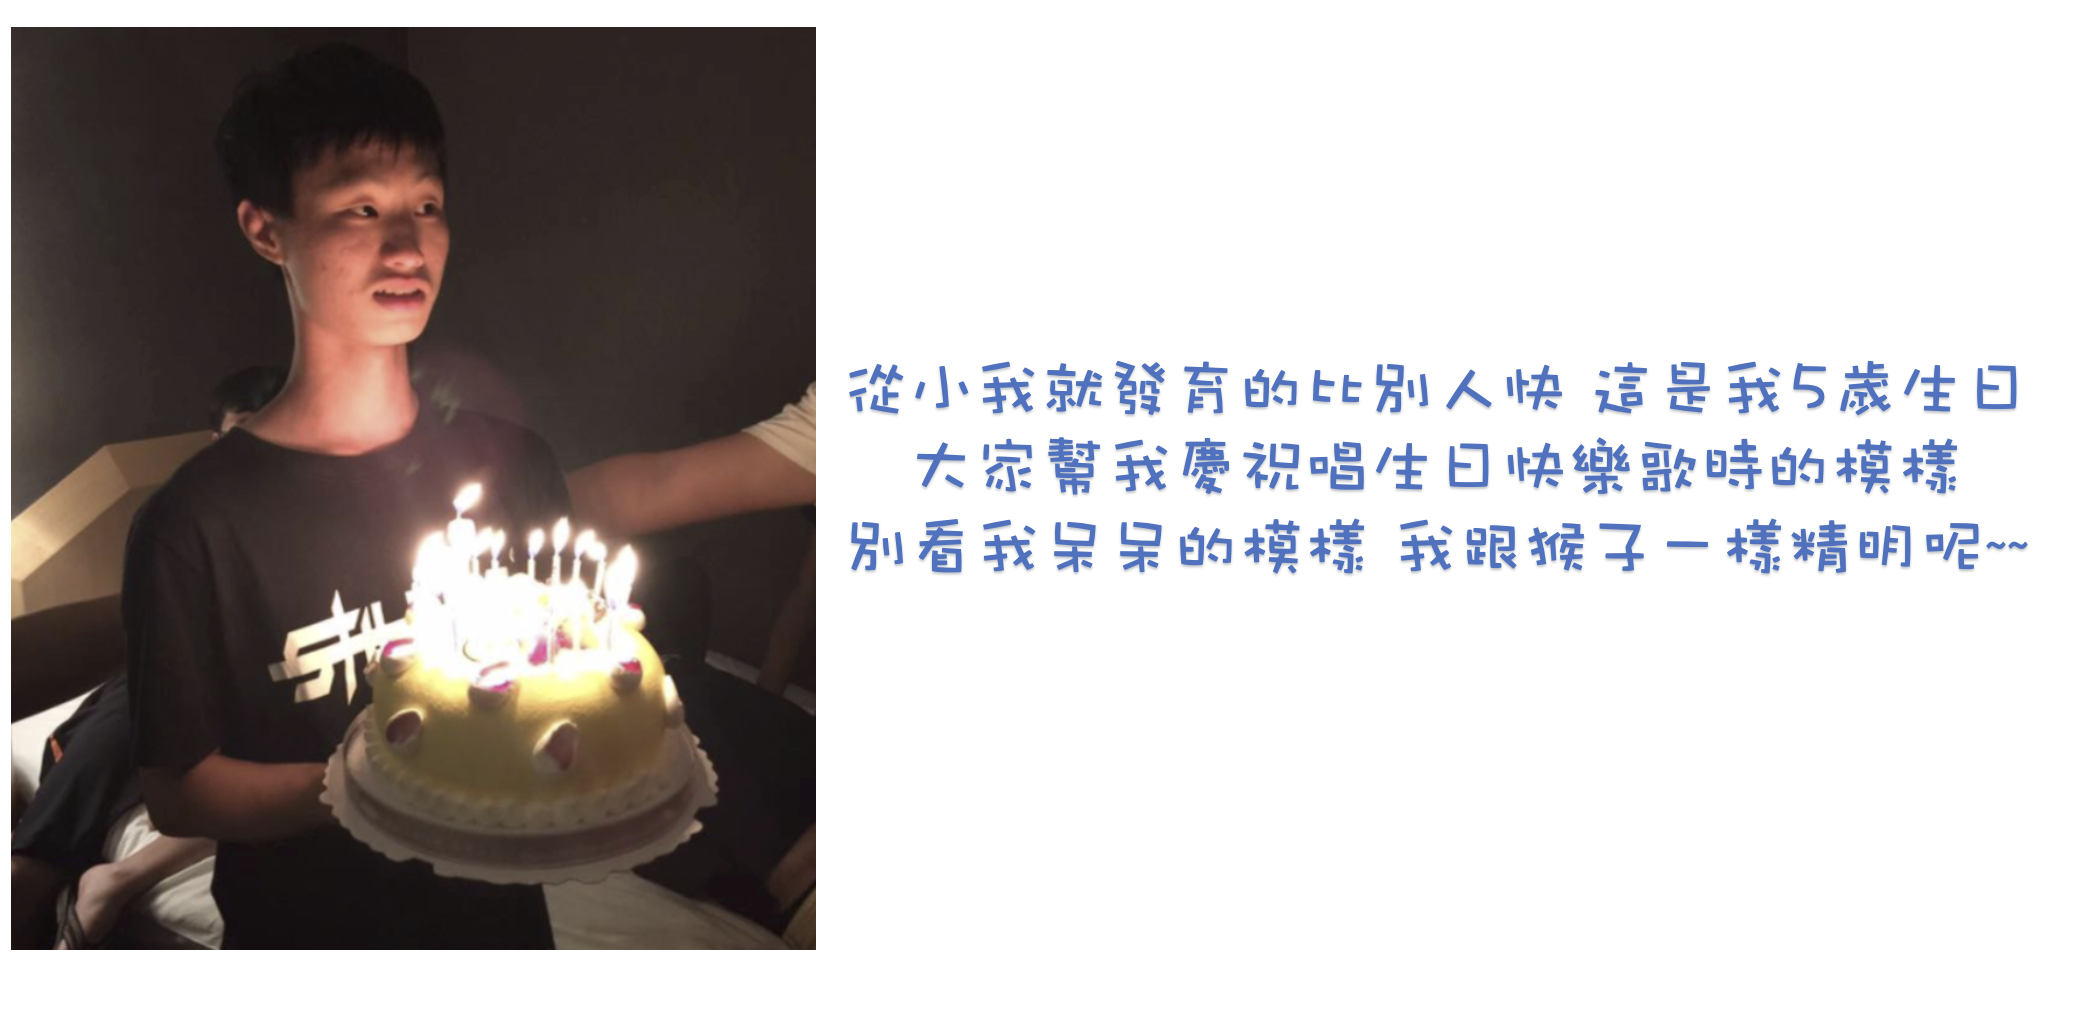 從小我就發育的比別人快 這是我5歲生日
大家幫我慶祝唱生日快樂歌時的模樣
別看我呆呆的模樣 我跟猴子一樣精明呢~~